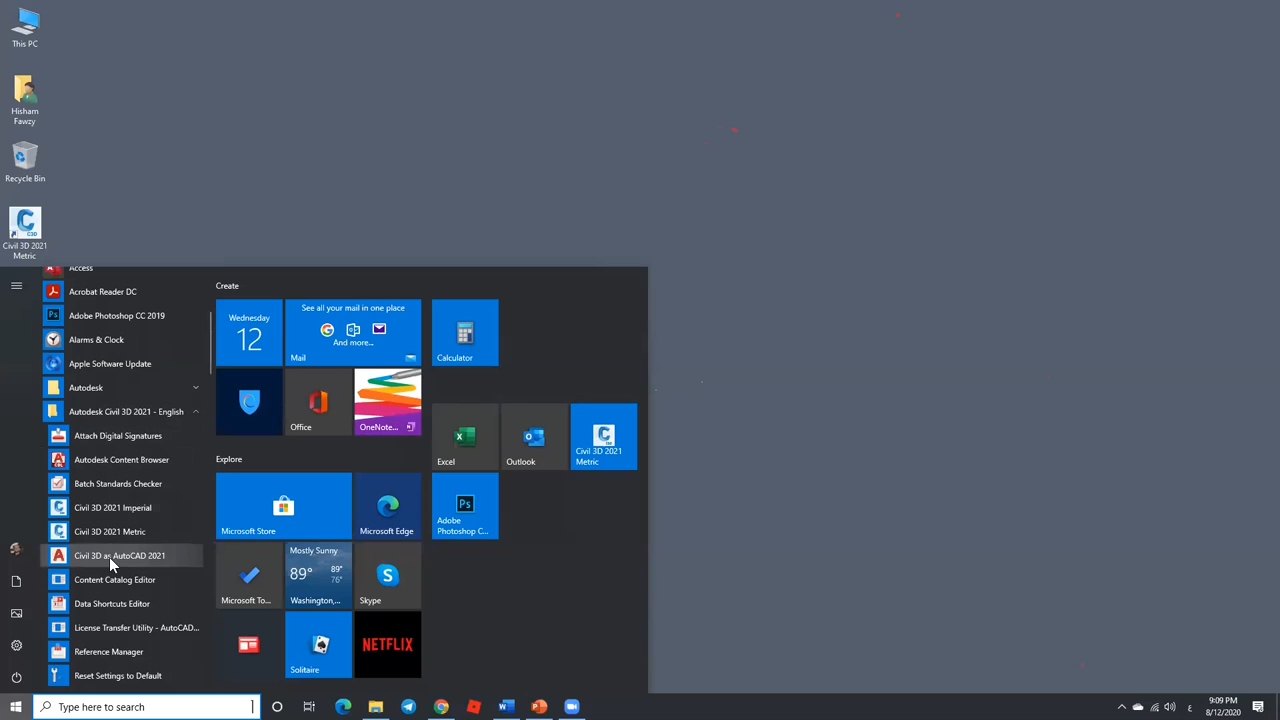 This PC
Hisham
Fawzy
Recycle Bin
Civil 3D 2021
Metric
Access
Acrobat Reader DC
Adobe Photoshop CC 2019
Alarms & Clock
Apple Software Update
Autodesk
Autodesk Civil 3D 2021 - English
Attach Digital Signatures
Autodesk Content Browser
Batch Standards Checker
Civil 3D 2021 Imperial
Civil 3D 2021 Metric
Civil 3D as AutoCAD 2021
Content Catalog Editor
Data Shortcuts Editor
License Transfer Utility - AutoCAD...
Reference Manager
Reset Settings to Default
Create
Wednesday
12
See all your mail in one place
And more...
Mail
Calculator
Office
OneNote...
Excel
Outlook
Civil 3D 2021
Metric
Explore
Microsoft Store
Microsoft Edge
Adobe
Photoshop C...
Microsoft To...
Mostly Sunny
89°
89°
76°
Washington,...
Skype
Solitaire
NETFLIX
Type here to search
ع
9:09 PM
8/12/2020